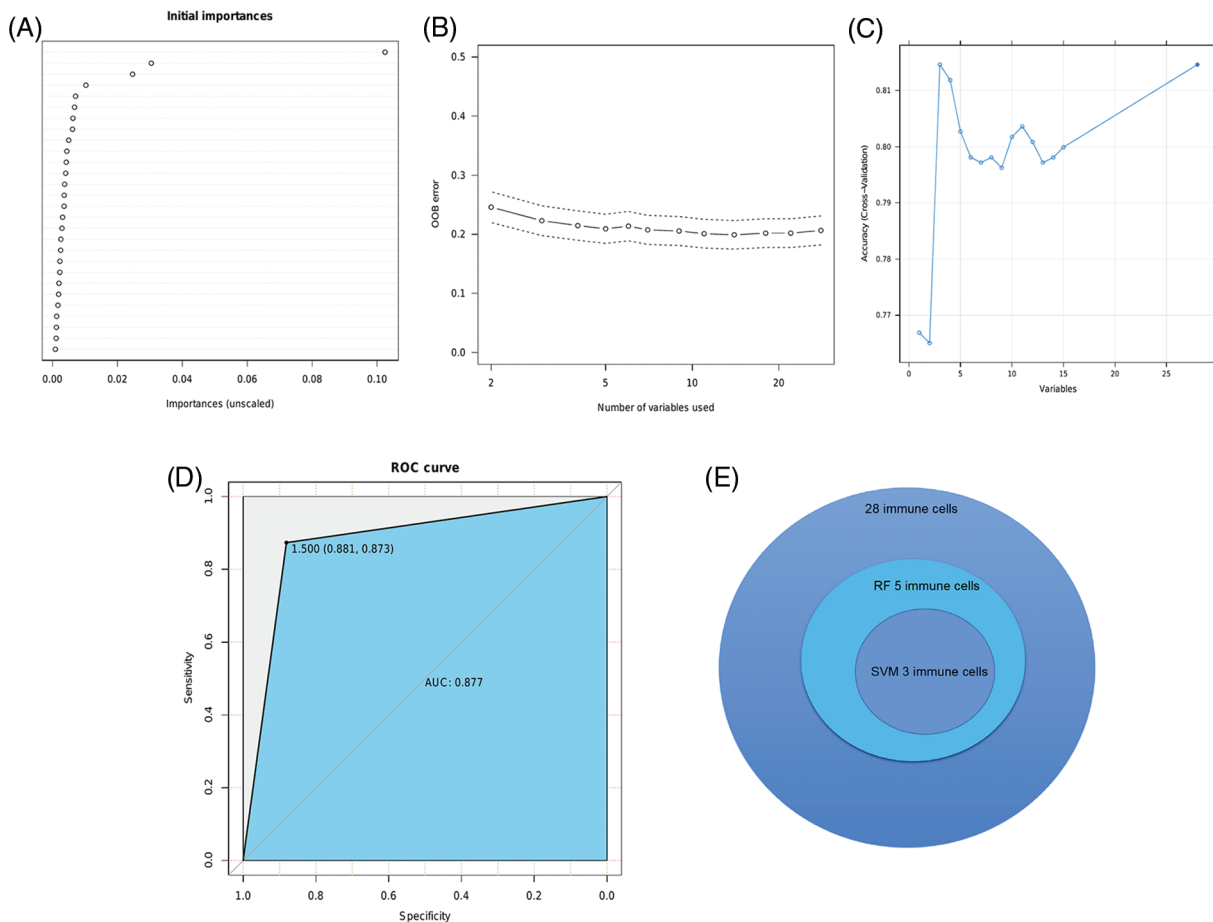 (A)
Initial importances
0.00 0.02 0.04 0.06 0.08 0.10
Importances (unscaled)
(B)
OOB error
0.5
0.4
0.3
0.2
0.1
0.0
2 5 10 20
Number of variables used
(C)
Accuracy (Cross-Validation)
0.81
0.80
0.79
0.78
0.77
0 5 10 15 20 25
Variables
(D)
ROC curve
Sensitivity
1.0
0.8
0.6
0.4
0.2
0.0
1.500 (0.881, 0.873)
AUC: 0.877
1.0 0.8 0.6 0.4 0.2 0.0
Specificity
(E)
28 immune cells
RF 5 immune cells
SVM 3 immune cells